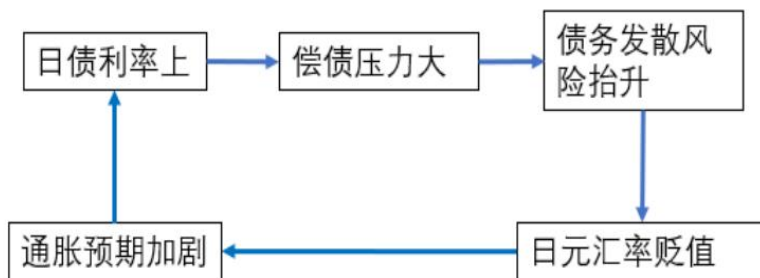 日债利率上
偿债压力大
债务发散风
险抬升
通胀预期加剧
日元汇率贬值